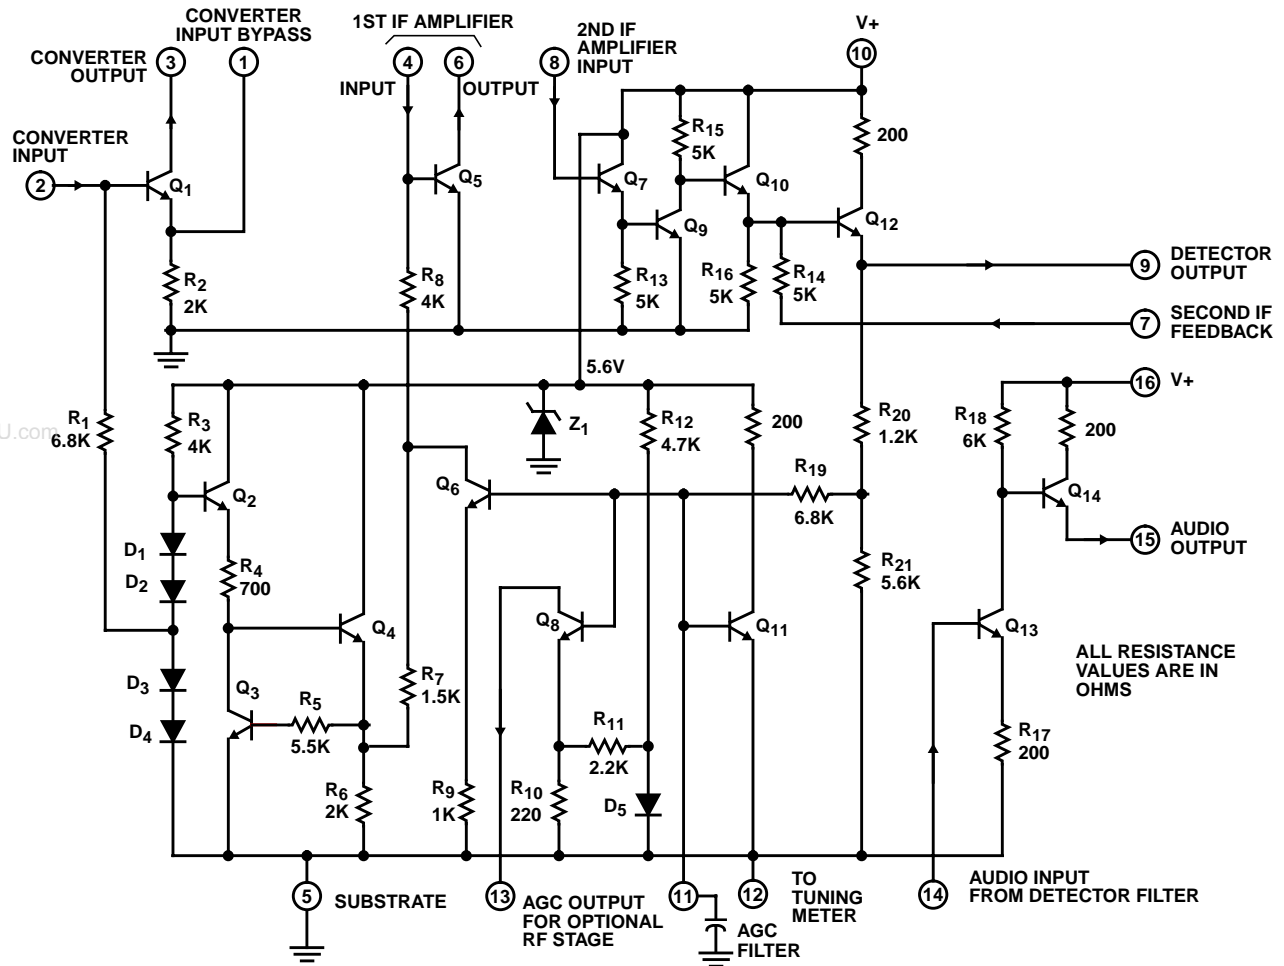 CONVERTER
INPUT BYPASS
1ST IF AMPLIFIER
2ND IF
AMPLIFIER
INPUT
V+
CONVERTER
OUTPUT
3
1
4
6
8
10
INPUT
OUTPUT
CONVERTER
INPUT
2
Q1
Q5
Q7
R15
5K
Q9
Q10
200
Q12
R2
2K
R8
4K
R13
5K
R16
5K
R14
5K
9
DETECTOR
OUTPUT
7
SECOND IF
FEEDBACK
5.6V
16
V+
U.com
R1
6.8K
R3
4K
Z1
R12
4.7K
200
R20
1.2K
R18
6K
200
Q2
Q6
R19
6.8K
Q14
D1
D2
R4
700
R21
5.6K
15
AUDIO
OUTPUT
Q4
Q8
Q11
Q13
ALL RESISTANCE
VALUES ARE IN
OHMS
D3
D4
Q3
R5
5.5K
R7
1.5K
R11
2.2K
R17
200
R6
2K
R9
1K
R10
220
D5
5
SUBSTRATE
13
AGC OUTPUT
FOR OPTIONAL
RF STAGE
11
AGC
FILTER
12
TO
TUNING
METER
14
AUDIO INPUT
FROM DETECTOR FILTER